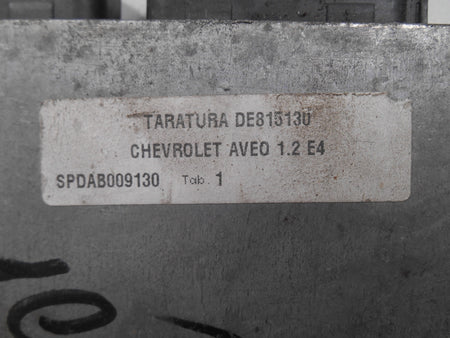 TARATURA DE815130
CHEVROLET AVEO 1.2 E4
SPDAB009130 Tab. 1